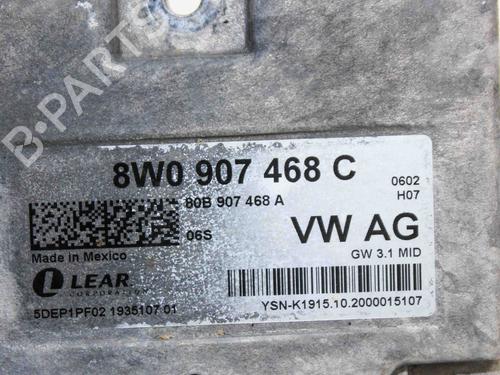 B-PARTS
8W0 907 468 C
80B 907 468 A
0602
H07
06S
VW AG
Made in Mexico
GW 3.1 MID
LEAR
CORPORATION
5DEP1PF02 1935107 01
YSN-K1915.10.2000015107